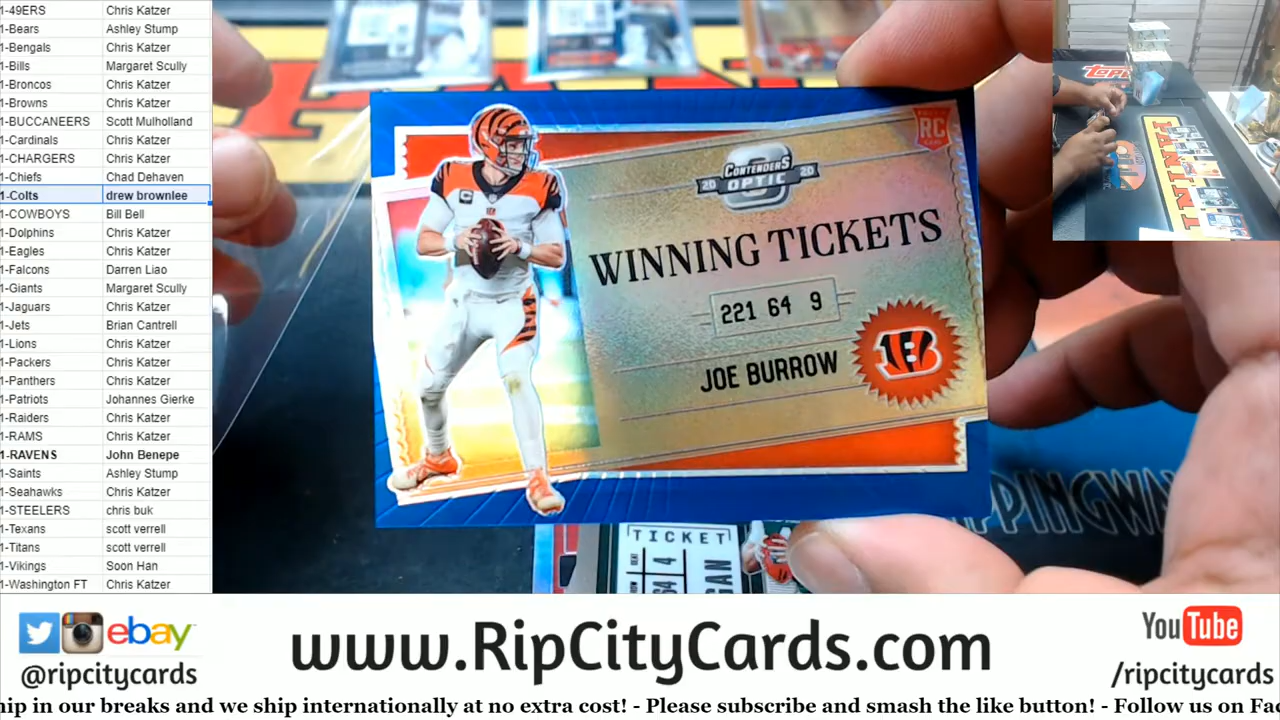 1-49ERS Chris Katzer
1-Bears Ashley Stump
1-Bengals Chris Katzer
1-Bills Margaret Scully
1-Broncos Chris Katzer
1-Browns Chris Katzer
1-BUCCANEERS Scott Mulholland
1-Cardinals Chris Katzer
1-CHARGERS Chris Katzer
1-Chiefs Chad Dehaven
1-Colts drew brownlee
1-COWBOYS Bill Bell
1-Dolphins Chris Katzer
1-Eagles Chris Katzer
1-Falcons Darren Liao
1-Giants Margaret Scully
1-Jaguars Chris Katzer
1-Jets Brian Cantrell
1-Lions Chris Katzer
1-Packers Chris Katzer
1-Panthers Chris Katzer
1-Patriots Johannes Gierke
1-Raiders Chris Katzer
1-RAMS Chris Katzer
1-RAVENS John Benepe
1-Saints Ashley Stump
1-Seahawks Chris Katzer
1-STEELERS chris buk
1-Texans scott verrell
1-Titans scott verrell
1-Vikings Soon Han
1-Washington FT Chris Katzer
RC
CONTENDERS
20 OPTIC 20
WINNING TICKETS
221 64 9
JOE BURROW
B
TICKET
64 4
PPINGWA
topps
PANINI
ebay
@ripcitycards
www.RipCityCards.com
YouTube
/ripcitycards
hip in our breaks and we ship internationally at no extra cost! - Please subscribe and smash the like button! - Follow us on Fac